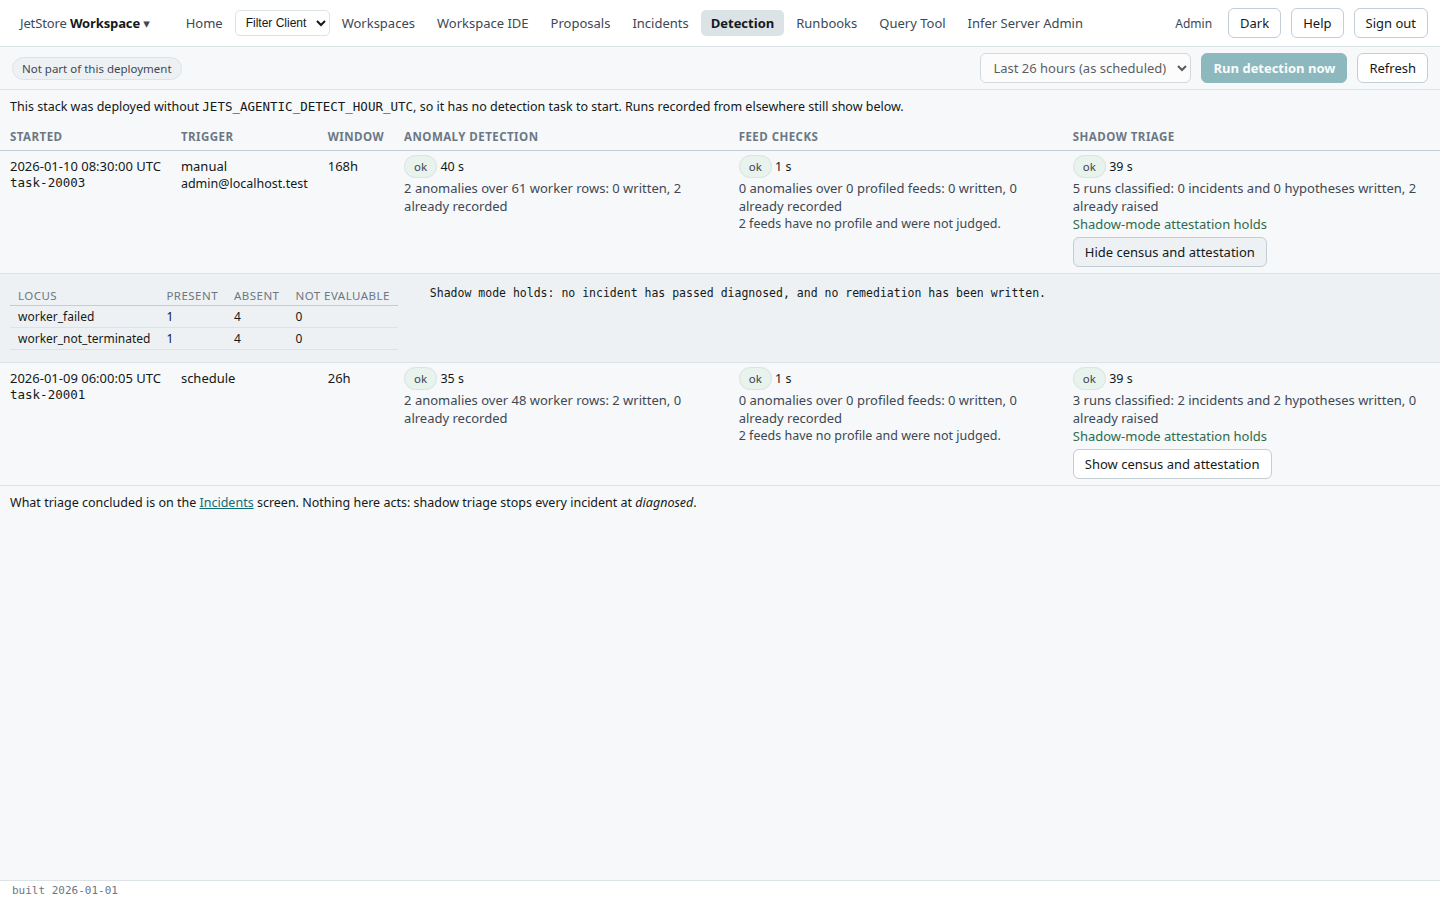 JetStore Workspace ▾ Home Filter Client Workspaces Workspace IDE Proposals Incidents Detection Runbooks Query Tool Infer Server Admin Admin Dark Help Sign out
Not part of this deployment Last 26 hours (as scheduled) Run detection now Refresh
This stack was deployed without JETS_AGENTIC_DETECT_HOUR_UTC, so it has no detection task to start. Runs recorded from elsewhere still show below.
STARTED TRIGGER WINDOW ANOMALY DETECTION FEED CHECKS SHADOW TRIAGE
2026-01-10 08:30:00 UTC manual 168h ok 40 s ok 1 s ok 39 s
task-20003 admin@localhost.test
2 anomalies over 61 worker rows: 0 written, 2 0 anomalies over 0 profiled feeds: 0 written, 0 5 runs classified: 0 incidents and 0 hypotheses written, 2
already recorded already recorded already raised
2 feeds have no profile and were not judged. Shadow-mode attestation holds
Hide census and attestation
LOCUS PRESENT ABSENT NOT EVALUABLE Shadow mode holds: no incident has passed diagnosed, and no remediation has been written.
worker_failed 1 4 0
worker_not_terminated 1 4 0
2026-01-09 06:00:05 UTC schedule 26h ok 35 s ok 1 s ok 39 s
task-20001
2 anomalies over 48 worker rows: 2 written, 0 0 anomalies over 0 profiled feeds: 0 written, 0 3 runs classified: 2 incidents and 2 hypotheses written, 0
already recorded already recorded already raised
2 feeds have no profile and were not judged. Shadow-mode attestation holds
Show census and attestation
What triage concluded is on the Incidents screen. Nothing here acts: shadow triage stops every incident at diagnosed.
built 2026-01-01